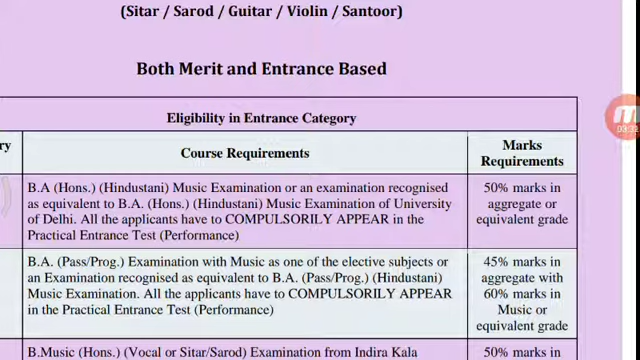 (Sitar / Sarod / Guitar / Violin / Santoor)
Both Merit and Entrance Based
Eligibility in Entrance Category
ry
Course Requirements
Marks
Requirements
B.A (Hons.) (Hindustani) Music Examination or an examination recognised
as equivalent to B.A. (Hons.) (Hindustani) Music Examination of University
of Delhi. All the applicants have to COMPULSORILY APPEAR in the
Practical Entrance Test (Performance)
50% marks in
aggregate or
equivalent grade
B.A. (Pass/Prog.) Examination with Music as one of the elective subjects or
an Examination recognised as equivalent to B.A. (Pass/Prog.) (Hindustani)
Music Examination. All the applicants have to COMPULSORILY APPEAR
in the Practical Entrance Test (Performance)
45% marks in
aggregate with
60% marks in
Music or
equivalent grade
B.Music (Hons.) (Vocal or Sitar/Sarod) Examination from Indira Kala
50% marks in